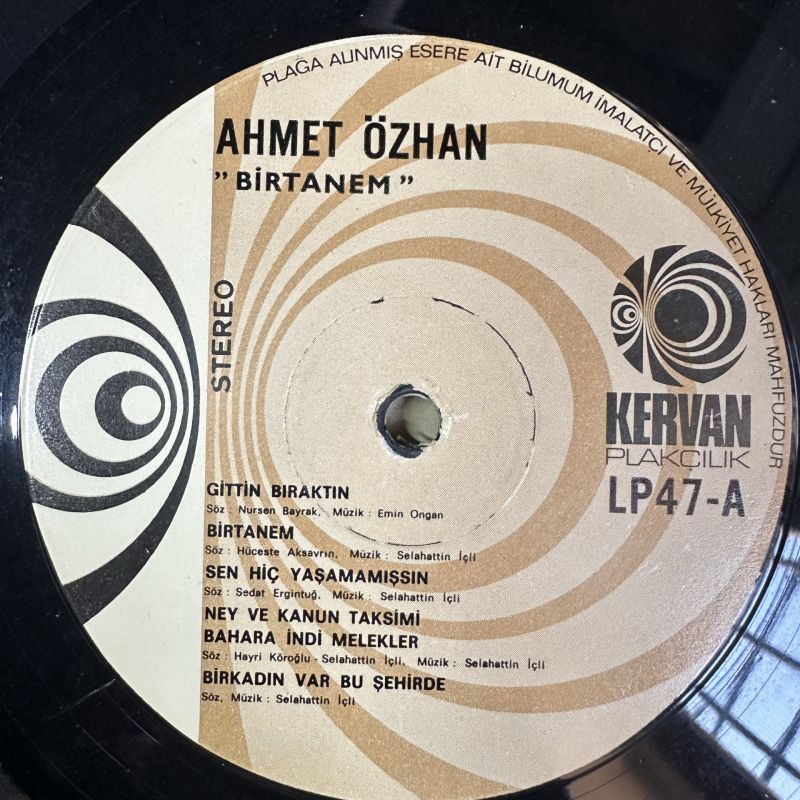 PLAĞA ALINMIŞ ESERE AİT BİLUMUM İMALATÇI VE MÜLKİYET HAKLARI MAHFUZDUR
AHMET ÖZHAN
"BİRTANEM"
STEREO
KERVAN
PLAKCILIK
LP47-A
GİTTİN BIRAKTIN
Söz : Nursen Bayrak, Müzik : Emin Ongan
BİRTANEM
Söz : Hüceste Aksavrın, Müzik : Selahattin İçli
SEN HİÇ YAŞAMAMIŞSIN
Söz : Sedat Ergintuğ, Müzik : Selahattin İçli
NEY VE KANUN TAKSİMİ
BAHARA İNDİ MELEKLER
Söz : Hayri Köroğlu - Selahattin İçli, Müzik : Selahattin İçli
BİRKADIN VAR BU ŞEHİRDE
Söz, Müzik : Selahattin İçli